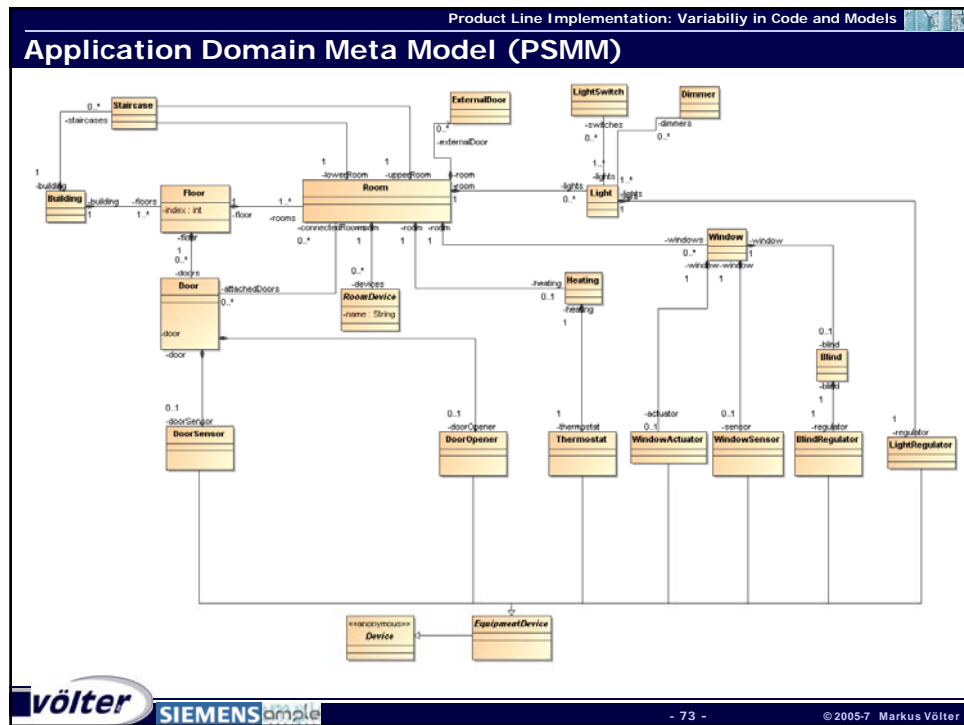 Product Line Implementation: Variabiliy in Code and Models
Application Domain Meta Model (PSMM)
Staircase
0..*
-staircases
ExternalDoor
0..*
-externalDoor
LightSwitch
-switches
0..*
Dimmer
-dimmers
0..*
1
-building
Building
-building
1
-floors
1..*
Floor
-index : int
1
-floor
1..*
-rooms
1
-lowerRoom
1
-upperRoom
-room
-room
1
Room
-connectedRoom
0..*
-room
-room
1
-room
1
-lights
0..*
1..*
-lights
1..*
-lights
Light
1
-floor
1
0..*
-doors
Door
-door
-door
-attachedDoors
0..*
0..*
-devices
RoomDevice
-name : String
-heating
0..1
Heating
-heating
1
-windows
0..*
Window
-window
1
-window
-window
1
1
0..1
-blind
Blind
-blind
1
0..1
-doorSensor
DoorSensor
0..1
-doorOpener
DoorOpener
1
-thermostat
Thermostat
-actuator
0..1
WindowActuator
0..1
-sensor
WindowSensor
1
-regulator
BlindRegulator
1
-regulator
LightRegulator
<<anonymous>>
Device
EquipmentDevice
völter
SIEMENS ample
- 73 -
© 2005-7 Markus Völter